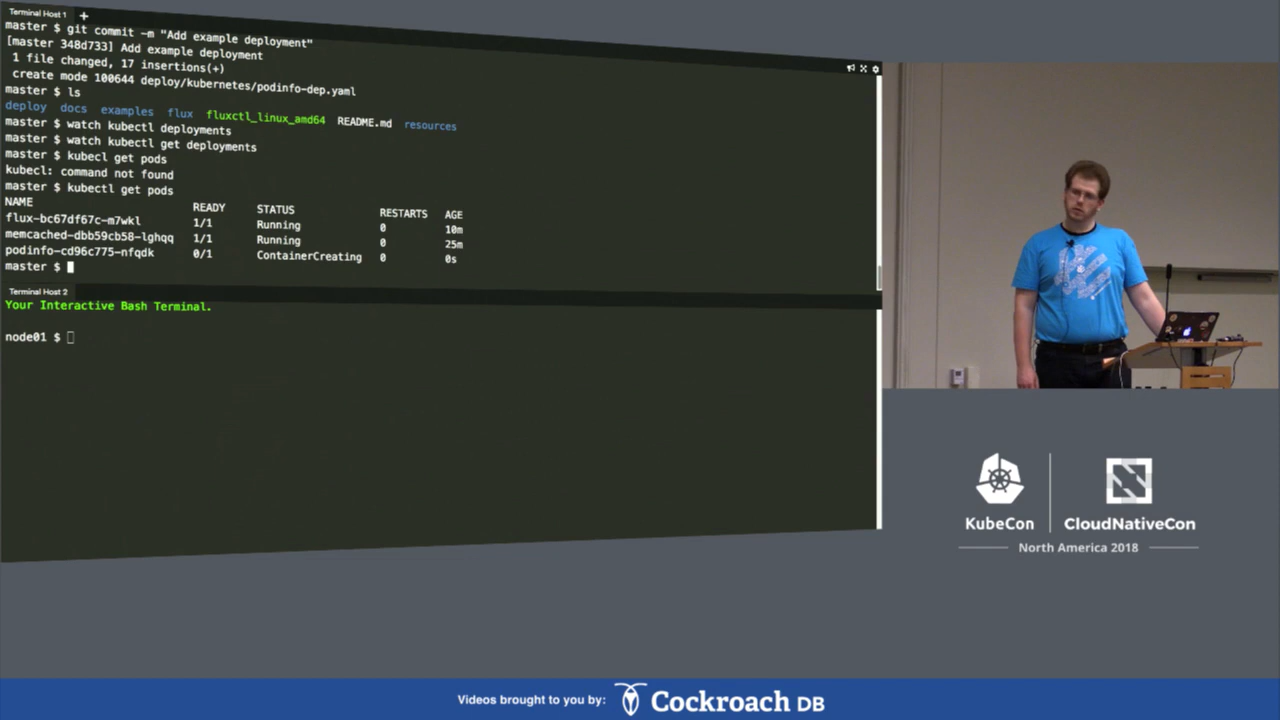 Terminal Host 1 +
master $ git commit -m "Add example deployment"
[master 348d733] Add example deployment
1 file changed, 17 insertions(+)
create mode 100644 deploy/kubernetes/podinfo-dep.yaml
master $ ls
deploy docs examples flux fluxctl_linux_amd64 README.md resources
master $ watch kubectl deployments
master $ watch kubectl get deployments
master $ kubecl get pods
kubecl: command not found
master $ kubectl get pods
NAME READY STATUS RESTARTS AGE
flux-bc67df67c-m7wkl 1/1 Running 0 10m
memcached-dbb59cb58-lghqq 1/1 Running 0 25m
podinfo-cd96c775-nfqdk 0/1 ContainerCreating 0 0s
master $
Terminal Host 2
Your Interactive Bash Terminal.
node01 $
KubeCon
CloudNativeCon
North America 2018
Videos brought to you by: Cockroach DB